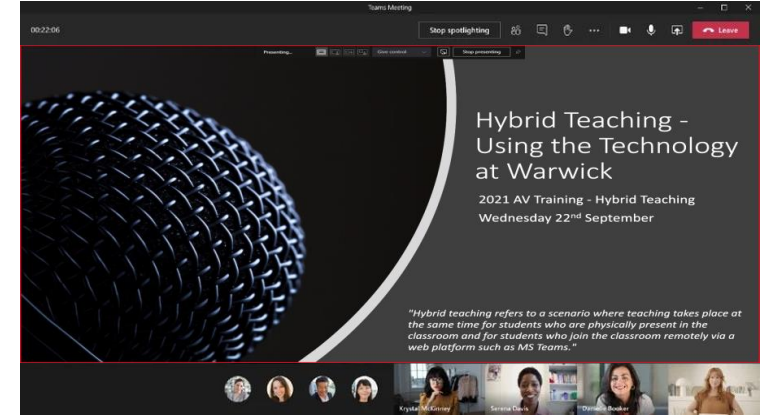 Teams Meeting
00:22:06
Stop spotlighting
Leave
Presenting...
Give control
Stop presenting
Hybrid Teaching -
Using the Technology
at Warwick
2021 AV Training - Hybrid Teaching
Wednesday 22nd September
"Hybrid teaching refers to a scenario where teaching takes place at
the same time for students who are physically present in the
classroom and for students who join the classroom remotely via a
web platform such as MS Teams."
Krystal McKinney
Serena Davis
Danielle Booker